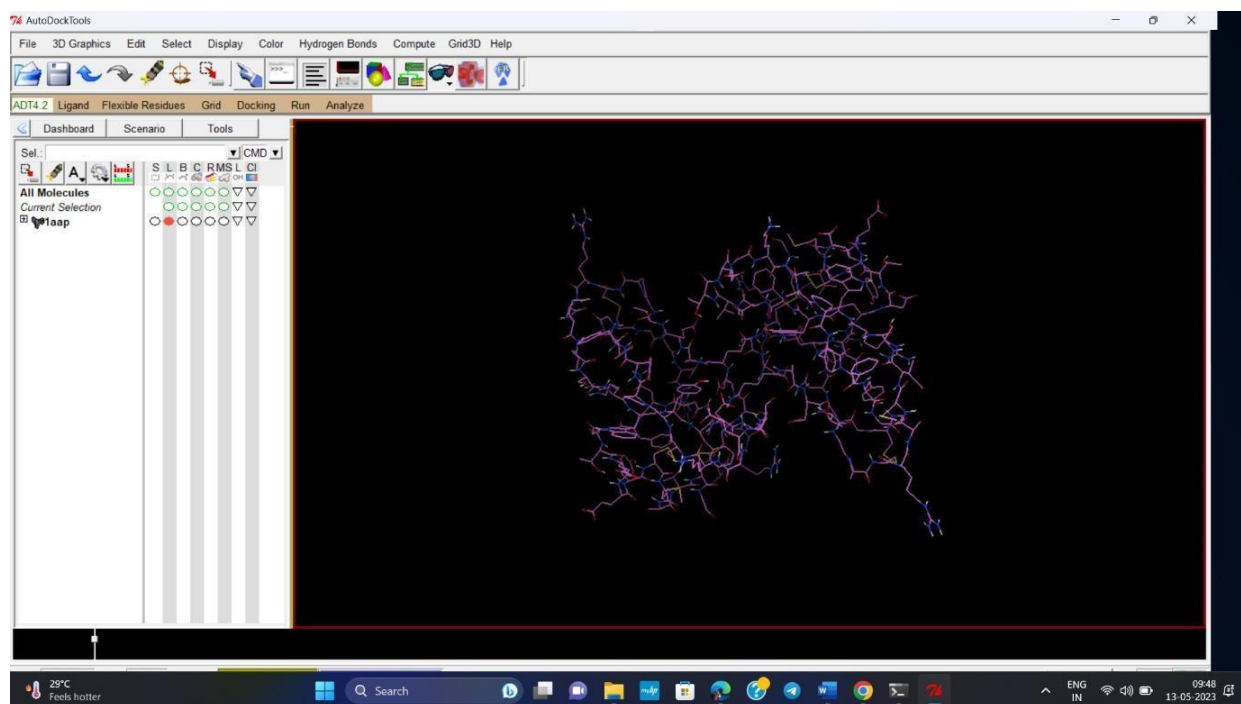 AutoDockTools
File 3D Graphics Edit Select Display Color Hydrogen Bonds Compute Grid3D Help
ADT4.2 Ligand Flexible Residues Grid Docking Run Analyze
Dashboard Scenario Tools
Sel.: CMD
A S L B C R MS L Cl
All Molecules
Current Selection
1aap
29°C
Feels hotter
Search
ENG
IN
09:48
13-05-2023